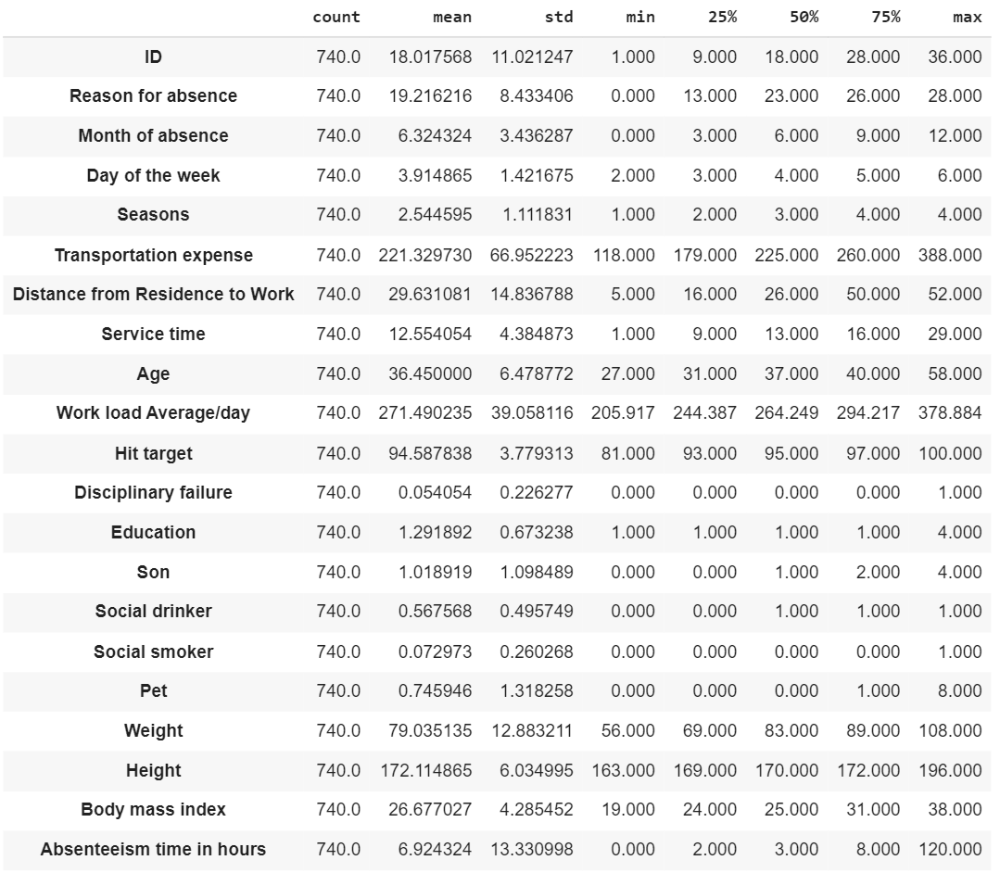 count mean std min 25% 50% 75% max
ID 740.0 18.017568 11.021247 1.000 9.000 18.000 28.000 36.000
Reason for absence 740.0 19.216216 8.433406 0.000 13.000 23.000 26.000 28.000
Month of absence 740.0 6.324324 3.436287 0.000 3.000 6.000 9.000 12.000
Day of the week 740.0 3.914865 1.421675 2.000 3.000 4.000 5.000 6.000
Seasons 740.0 2.544595 1.111831 1.000 2.000 3.000 4.000 4.000
Transportation expense 740.0 221.329730 66.952223 118.000 179.000 225.000 260.000 388.000
Distance from Residence to Work 740.0 29.631081 14.836788 5.000 16.000 26.000 50.000 52.000
Service time 740.0 12.554054 4.384873 1.000 9.000 13.000 16.000 29.000
Age 740.0 36.450000 6.478772 27.000 31.000 37.000 40.000 58.000
Work load Average/day 740.0 271.490235 39.058116 205.917 244.387 264.249 294.217 378.884
Hit target 740.0 94.587838 3.779313 81.000 93.000 95.000 97.000 100.000
Disciplinary failure 740.0 0.054054 0.226277 0.000 0.000 0.000 0.000 1.000
Education 740.0 1.291892 0.673238 1.000 1.000 1.000 1.000 4.000
Son 740.0 1.018919 1.098489 0.000 0.000 1.000 2.000 4.000
Social drinker 740.0 0.567568 0.495749 0.000 0.000 1.000 1.000 1.000
Social smoker 740.0 0.072973 0.260268 0.000 0.000 0.000 0.000 1.000
Pet 740.0 0.745946 1.318258 0.000 0.000 0.000 1.000 8.000
Weight 740.0 79.035135 12.883211 56.000 69.000 83.000 89.000 108.000
Height 740.0 172.114865 6.034995 163.000 169.000 170.000 172.000 196.000
Body mass index 740.0 26.677027 4.285452 19.000 24.000 25.000 31.000 38.000
Absenteeism time in hours 740.0 6.924324 13.330998 0.000 2.000 3.000 8.000 120.000